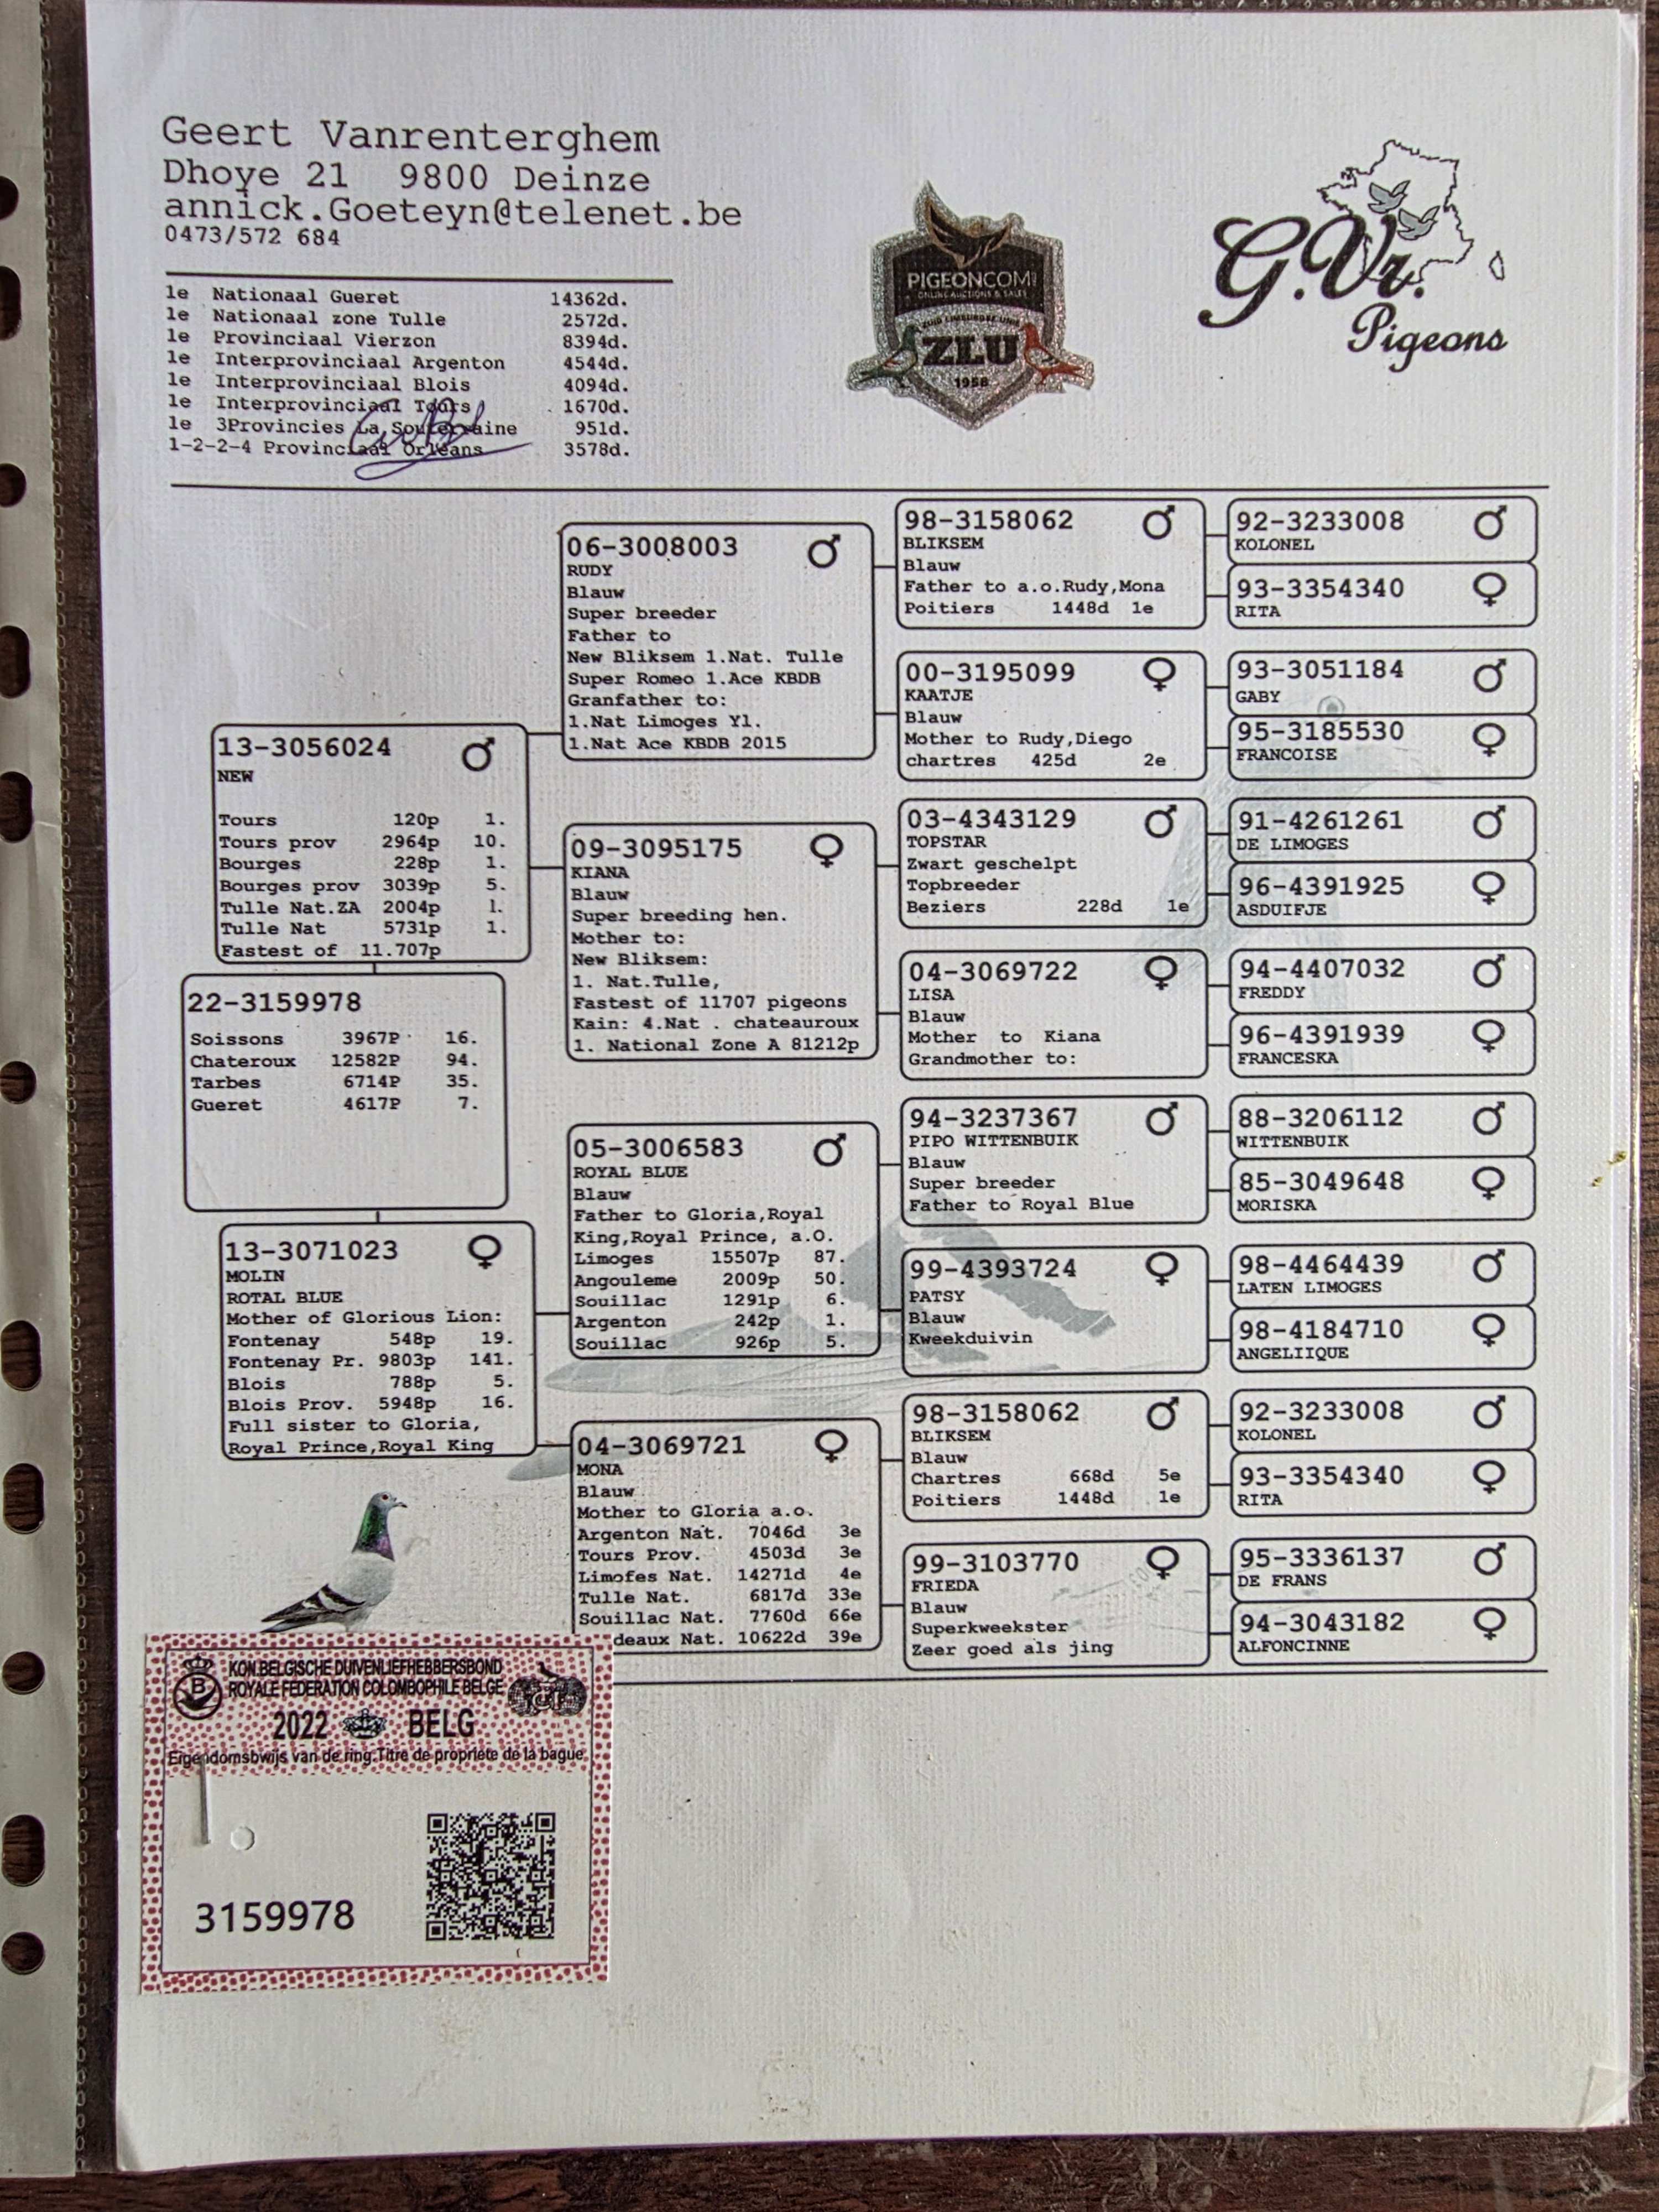 Geert Vanrenterghem
Dhoye 21 9800 Deinze
annick.Goeteyn@telenet.be
0473/572 684
1e Nationaal Gueret 14362d.
1e Nationaal zone Tulle 2572d.
1e Provinciaal Vierzon 8394d.
1e Interprovinciaal Argenton 4544d.
1e Interprovinciaal Blois 4094d.
1e Interprovinciaal Tours 1670d.
1e 3Provincies La Souterraine 951d.
1-2-2-4 Provinciaal Orleans 3578d.
PIGEONCOM
ONLINE AUCTIONS & SALES
ZUID LIMBURGSE UNIE
ZLU
1958
G.Vr.
Pigeons
13-3056024 ♂
NEW
Tours 120p 1.
Tours prov 2964p 10.
Bourges 228p 1.
Bourges prov 3039p 5.
Tulle Nat.ZA 2004p 1.
Tulle Nat 5731p 1.
Fastest of 11.707p
22-3159978
Soissons 3967P 16.
Chateroux 12582P 94.
Tarbes 6714P 35.
Gueret 4617P 7.
13-3071023 ♀
MOLIN
ROTAL BLUE
Mother of Glorious Lion:
Fontenay 548p 19.
Fontenay Pr. 9803p 141.
Blois 788p 5.
Blois Prov. 5948p 16.
Full sister to Gloria,
Royal Prince,Royal King
06-3008003 ♂
RUDY
Blauw
Super breeder
Father to
New Bliksem 1.Nat. Tulle
Super Romeo 1.Ace KBDB
Granfather to:
1.Nat Limoges Yl.
1.Nat Ace KBDB 2015
09-3095175 ♀
KIANA
Blauw
Super breeding hen.
Mother to:
New Bliksem:
1. Nat.Tulle,
Fastest of 11707 pigeons
Kain: 4.Nat . chateauroux
1. National Zone A 81212p
05-3006583 ♂
ROYAL BLUE
Blauw
Father to Gloria,Royal
King,Royal Prince, a.O.
Limoges 15507p 87.
Angouleme 2009p 50.
Souillac 1291p 6.
Argenton 242p 1.
Souillac 926p 5.
04-3069721 ♀
MONA
Blauw
Mother to Gloria a.o.
Argenton Nat. 7046d 3e
Tours Prov. 4503d 3e
Limofes Nat. 14271d 4e
Tulle Nat. 6817d 33e
Souillac Nat. 7760d 66e
deaux Nat. 10622d 39e
98-3158062 ♂
BLIKSEM
Blauw
Father to a.o.Rudy,Mona
Poitiers 1448d 1e
00-3195099 ♀
KAATJE
Blauw
Mother to Rudy,Diego
chartres 425d 2e
03-4343129 ♂
TOPSTAR
Zwart geschelpt
Topbreeder
Beziers 228d 1e
04-3069722 ♀
LISA
Blauw
Mother to Kiana
Grandmother to:
94-3237367 ♂
PIPO WITTENBUIK
Blauw
Super breeder
Father to Royal Blue
99-4393724 ♀
PATSY
Blauw
Kweekduivin
98-3158062 ♂
BLIKSEM
Blauw
Chartres 668d 5e
Poitiers 1448d 1e
99-3103770 ♀
FRIEDA
Blauw
Superkweekster
Zeer goed als jing
92-3233008 ♂
KOLONEL
93-3354340 ♀
RITA
93-3051184 ♂
GABY
95-3185530 ♀
FRANCOISE
91-4261261 ♂
DE LIMOGES
96-4391925 ♀
ASDUIFJE
94-4407032 ♂
FREDDY
96-4391939 ♀
FRANCESKA
88-3206112 ♂
WITTENBUIK
85-3049648 ♀
MORISKA
98-4464439 ♂
LATEN LIMOGES
98-4184710 ♀
ANGELIIQUE
92-3233008 ♂
KOLONEL
93-3354340 ♀
RITA
95-3336137 ♂
DE FRANS
94-3043182 ♀
ALFONCINNE
KON.BELGISCHE DUIVENLIEFHEBBERSBOND
ROYALE FEDERATION COLOMBOPHILE BELGE
B
2022 BELG
Eigendomsbwijs van de ring.Titre de propriete de la bague
3159978